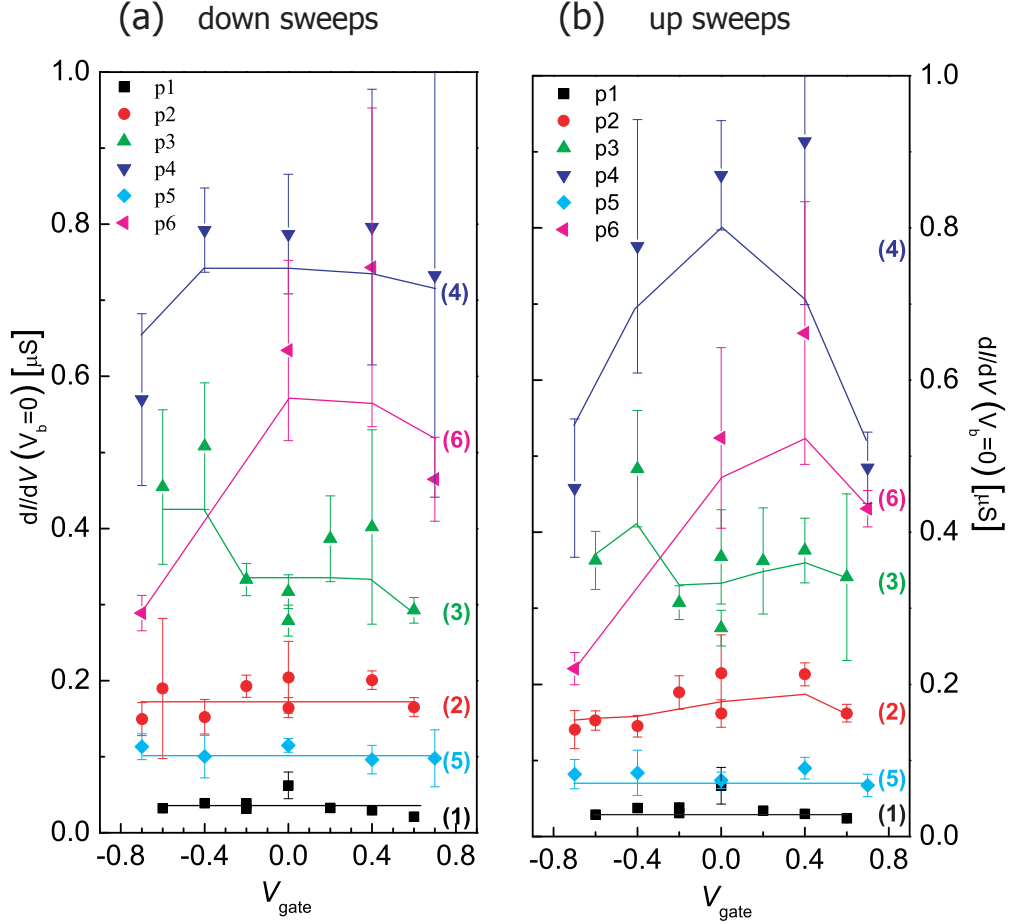 (a) down sweeps
(b) up sweeps
1.0
0.8
0.6
0.4
0.2
0.0
dI/dV (V_b=0) [µS]
p1
p2
p3
p4
p5
p6
(4)
(6)
(3)
(2)
(5)
(1)
-0.8 -0.4 0.0 0.4 0.8
V_gate
p1
p2
p3
p4
p5
p6
(4)
(6)
(3)
(2)
(5)
(1)
-0.8 -0.4 0.0 0.4 0.8
V_gate
1.0
0.8
0.6
0.4
0.2
0.0
dI/dV (V_b=0) [µS]